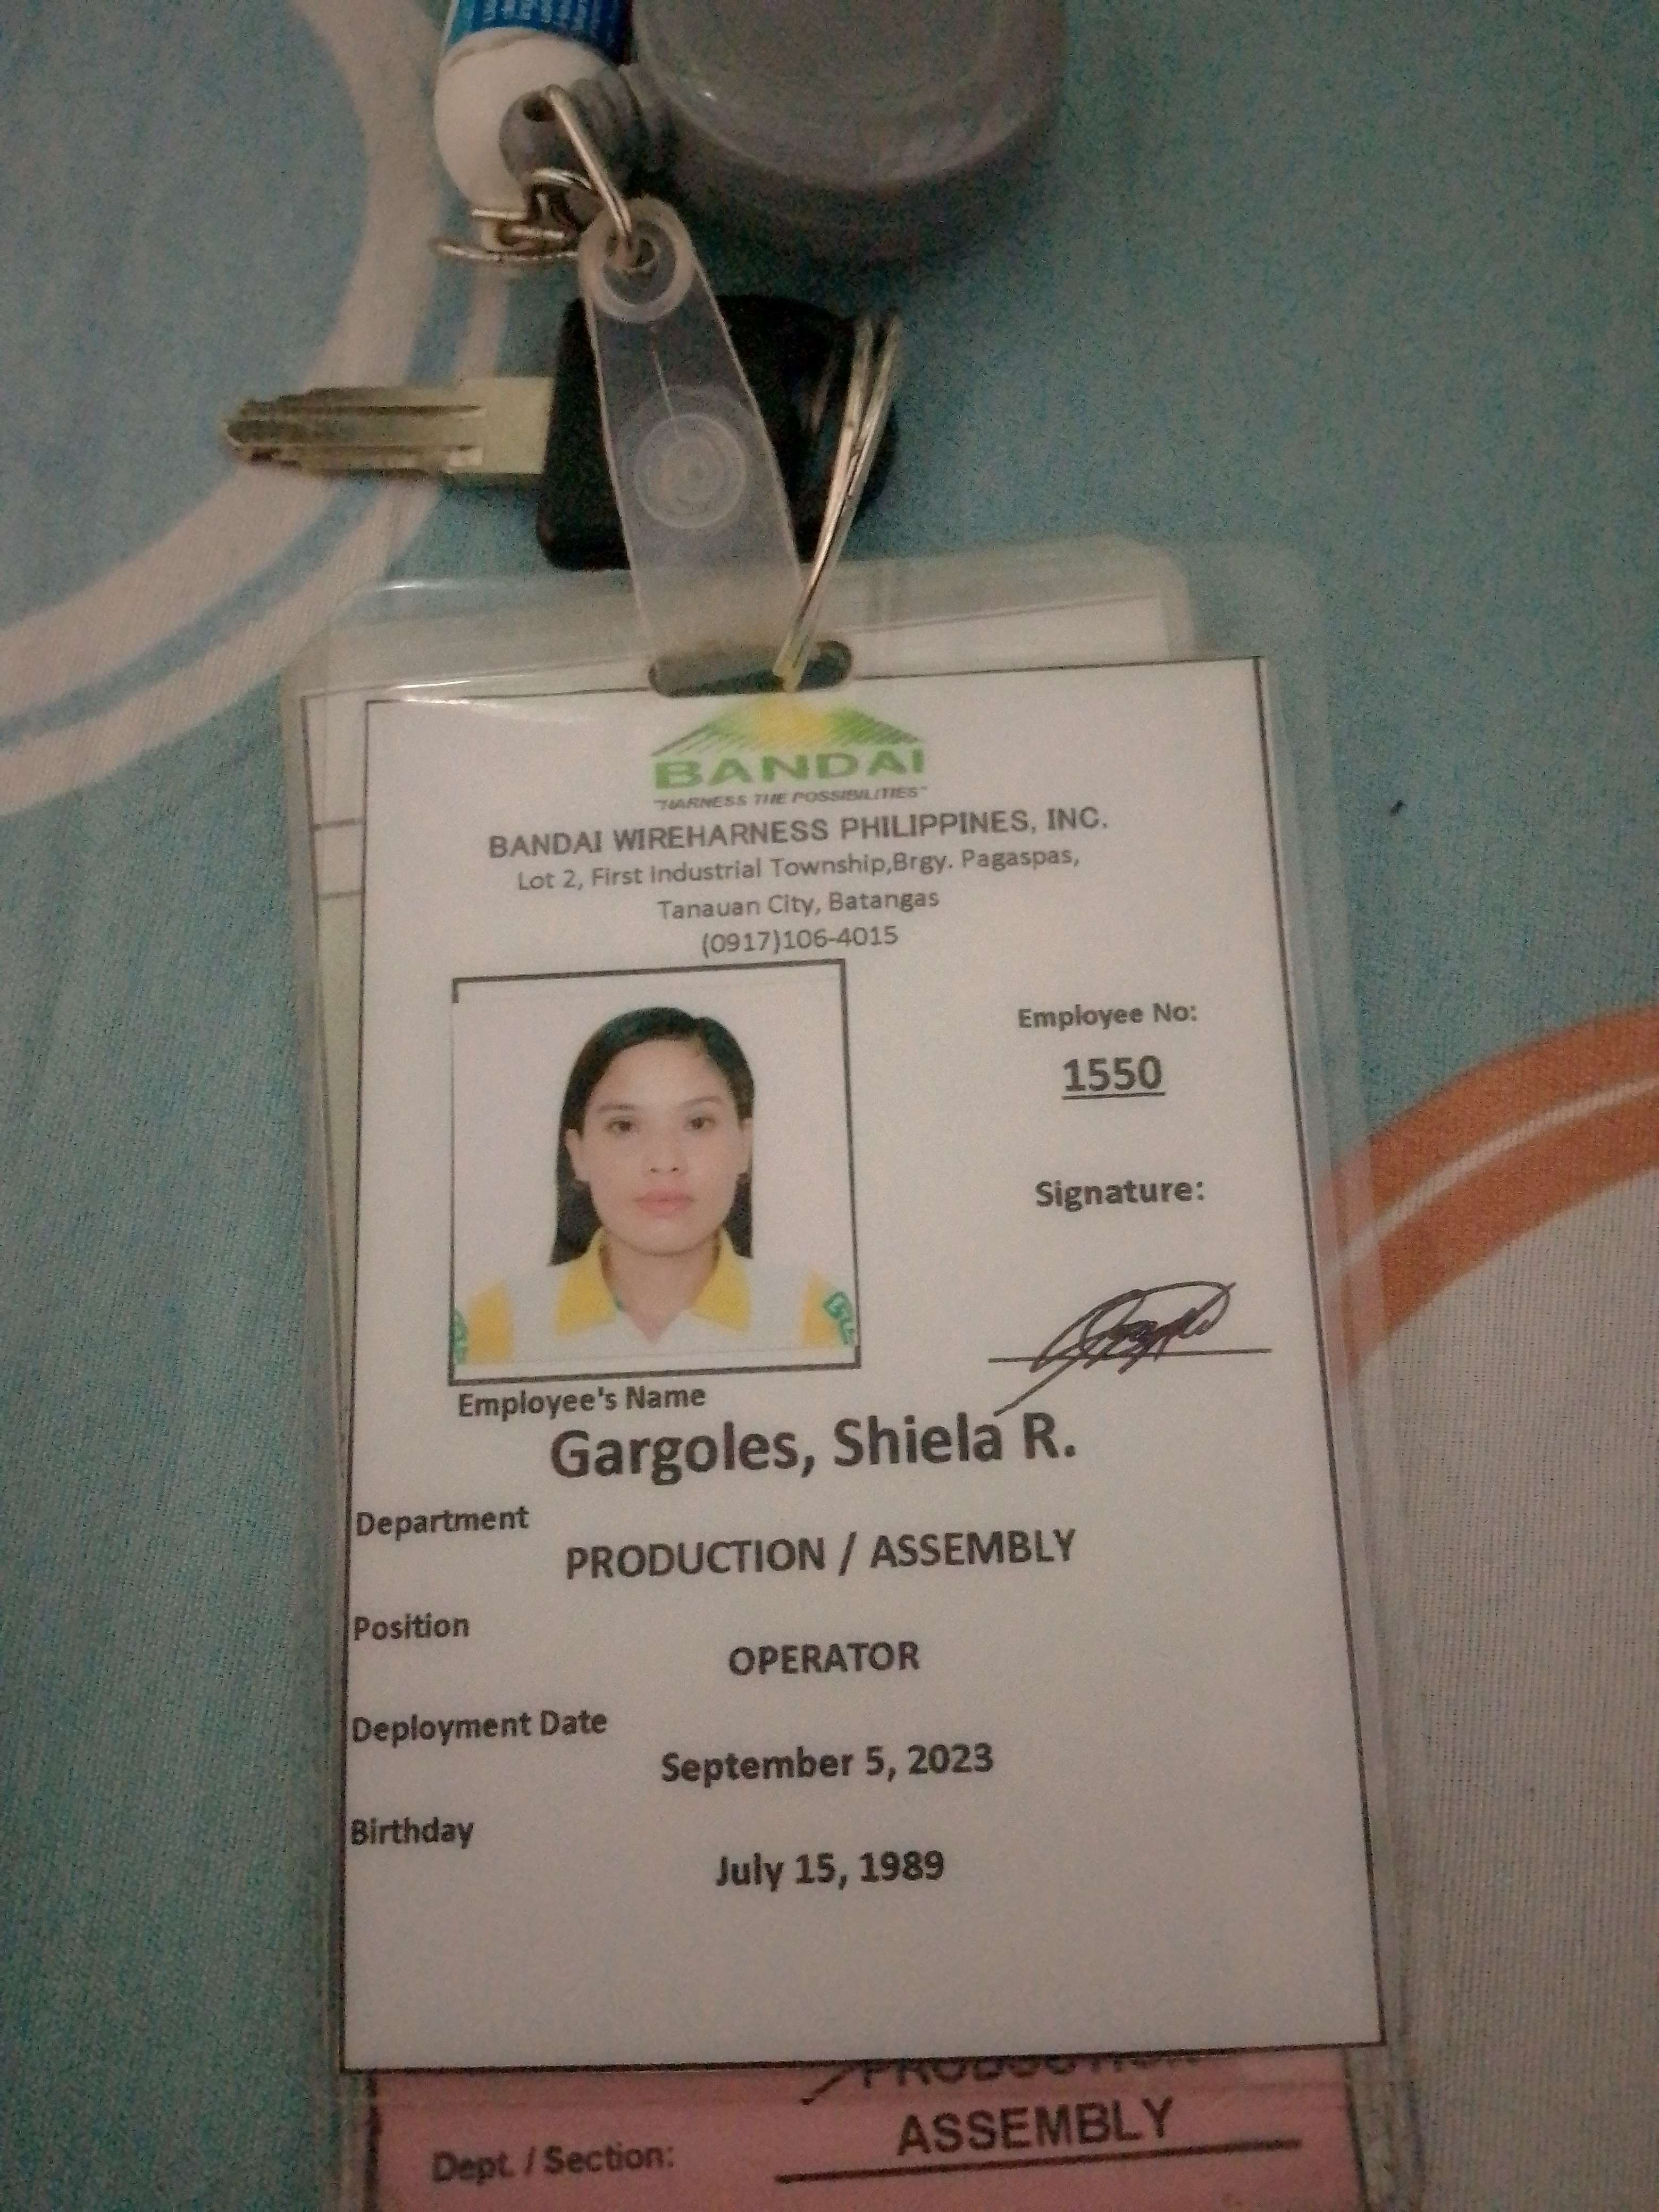 BANDAI
"HARNESS THE POSSIBILITIES"
BANDAI WIREHARNESS PHILIPPINES, INC.
Lot 2, First Industrial Township,Brgy. Pagaspas,
Tanauan City, Batangas
(0917)106-4015
Employee No:
1550
Signature:
Employee's Name
Gargoles, Shiela R.
Department
PRODUCTION / ASSEMBLY
Position
OPERATOR
Deployment Date
September 5, 2023
Birthday
July 15, 1989
PRODUCTION
ASSEMBLY
Dept. / Section: